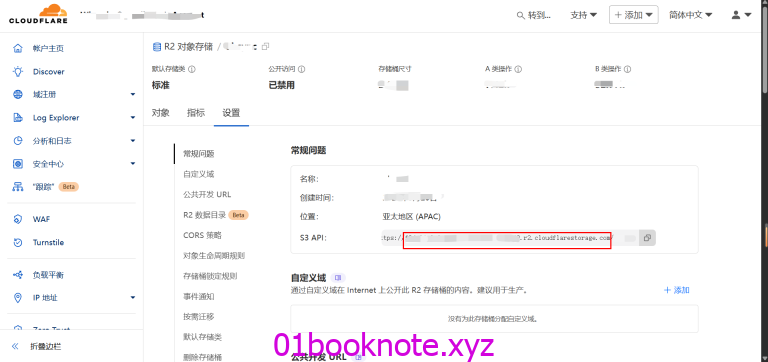 CLOUDFLARE
转到...
支持
+ 添加
简体中文
帐户主页
Discover
域注册
Log Explorer
分析和日志
安全中心
“跟踪” Beta
WAF
Turnstile
负载平衡
IP 地址
Zero Trust
折叠边栏
R2 对象存储 /
默认存储类
标准
公开访问
已禁用
存储桶尺寸
A 类操作
B 类操作
对象
指标
设置
常规问题
自定义域
公共开发 URL
R2 数据目录 Beta
CORS 策略
对象生命周期规则
存储桶锁定规则
事件通知
按需迁移
默认存储类
删除存储桶
常规问题
名称:
创建时间:
位置: 亚太地区 (APAC)
S3 API: .r2.cloudflarestorage.com/
自定义域
通过自定义域在 Internet 上公开此 R2 存储桶的内容。建议用于生产。
+ 添加
没有为此存储桶分配自定义域。
公共开发 URL
01booknote.xyz